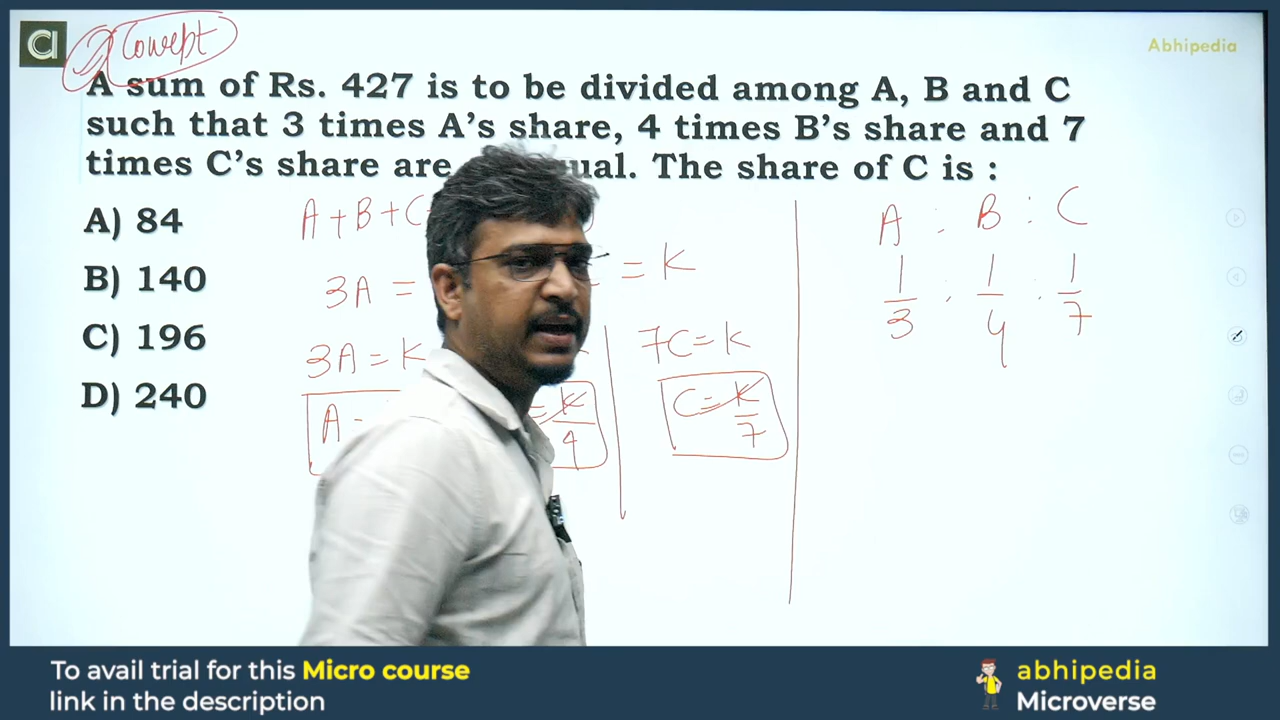 Concept
Abhipedia
A sum of Rs. 427 is to be divided among A, B and C
such that 3 times A's share, 4 times B's share and 7
times C's share are The share of C is :
A) 84
B) 140
C) 196
D) 240
A + B + C
3A = = K
3A = K
A
= K/4
7C = K
C = K/7
A : B : C
1/3 : 1/4 : 1/7
To avail trial for this Micro course
link in the description
abhipedia
Microverse